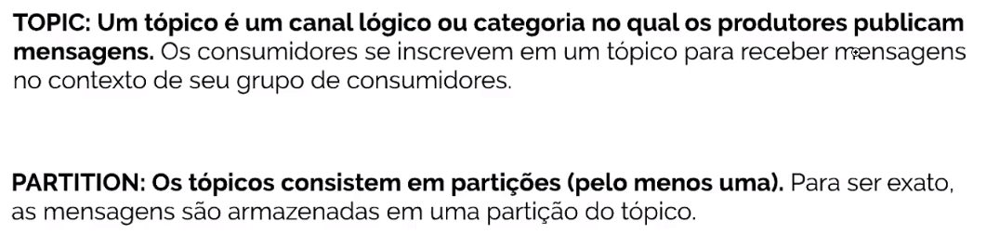 TOPIC: Um tópico é um canal lógico ou categoria no qual os produtores publicam
mensagens. Os consumidores se inscrevem em um tópico para receber mensagens
no contexto de seu grupo de consumidores.
PARTITION: Os tópicos consistem em partições (pelo menos uma). Para ser exato,
as mensagens são armazenadas em uma partição do tópico.